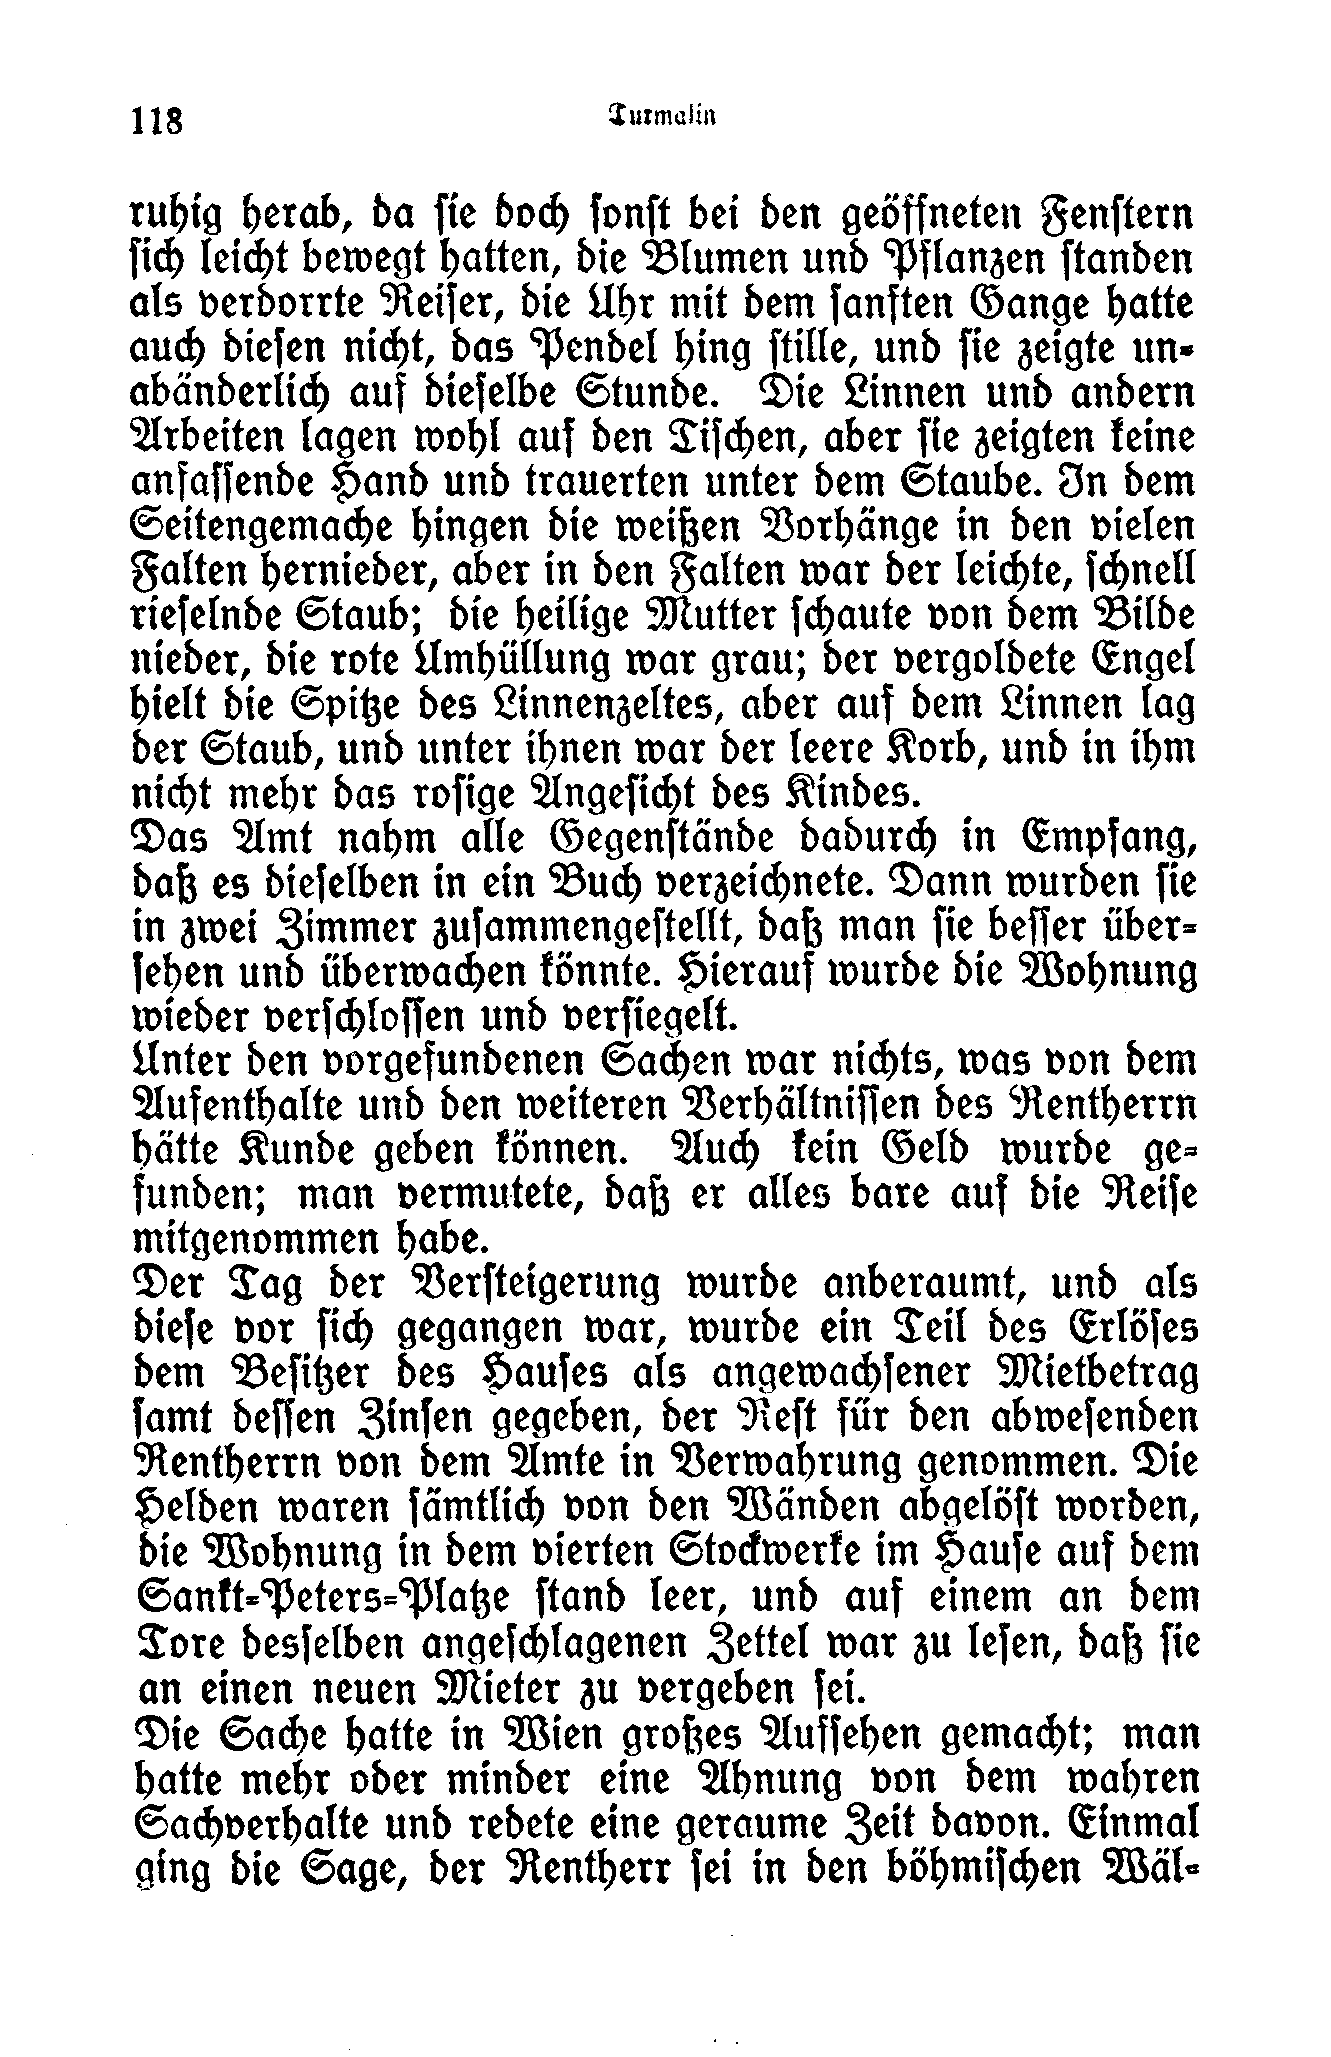 118
Turmalin
ruhig herab, da sie doch sonst bei den geöffneten Fenstern
sich leicht bewegt hatten, die Blumen und Pflanzen standen
als verdorrte Reiser, die Uhr mit dem sanften Gange hatte
auch diesen nicht, das Pendel hing stille, und sie zeigte un-
abänderlich auf dieselbe Stunde. Die Linnen und andern
Arbeiten lagen wohl auf den Tischen, aber sie zeigten keine
anfassende Hand und trauerten unter dem Staube. In dem
Seitengemache hingen die weißen Vorhänge in den vielen
Falten hernieder, aber in den Falten war der leichte, schnell
rieselnde Staub; die heilige Mutter schaute von dem Bilde
nieder, die rote Umhüllung war grau; der vergoldete Engel
hielt die Spitze des Linnenzeltes, aber auf dem Linnen lag
der Staub, und unter ihnen war der leere Korb, und in ihm
nicht mehr das rosige Angesicht des Kindes.
Das Amt nahm alle Gegenstände dadurch in Empfang,
daß es dieselben in ein Buch verzeichnete. Dann wurden sie
in zwei Zimmer zusammengestellt, daß man sie besser über-
sehen und überwachen könnte. Hierauf wurde die Wohnung
wieder verschlossen und versiegelt.
Unter den vorgefundenen Sachen war nichts, was von dem
Aufenthalte und den weiteren Verhältnissen des Rentherrn
hätte Kunde geben können. Auch kein Geld wurde ge-
funden; man vermutete, daß er alles bare auf die Reise
mitgenommen habe.
Der Tag der Versteigerung wurde anberaumt, und als
diese vor sich gegangen war, wurde ein Teil des Erlöses
dem Besitzer des Hauses als angewachsener Mietbetrag
samt dessen Zinsen gegeben, der Rest für den abwesenden
Rentherrn von dem Amte in Verwahrung genommen. Die
Helden waren sämtlich von den Wänden abgelöst worden,
die Wohnung in dem vierten Stockwerke im Hause auf dem
Sankt-Peters-Platze stand leer, und auf einem an dem
Tore desselben angeschlagenen Zettel war zu lesen, daß sie
an einen neuen Mieter zu vergeben sei.
Die Sache hatte in Wien großes Aufsehen gemacht; man
hatte mehr oder minder eine Ahnung von dem wahren
Sachverhalte und redete eine geraume Zeit davon. Einmal
ging die Sage, der Rentherr sei in den böhmischen Wäl-